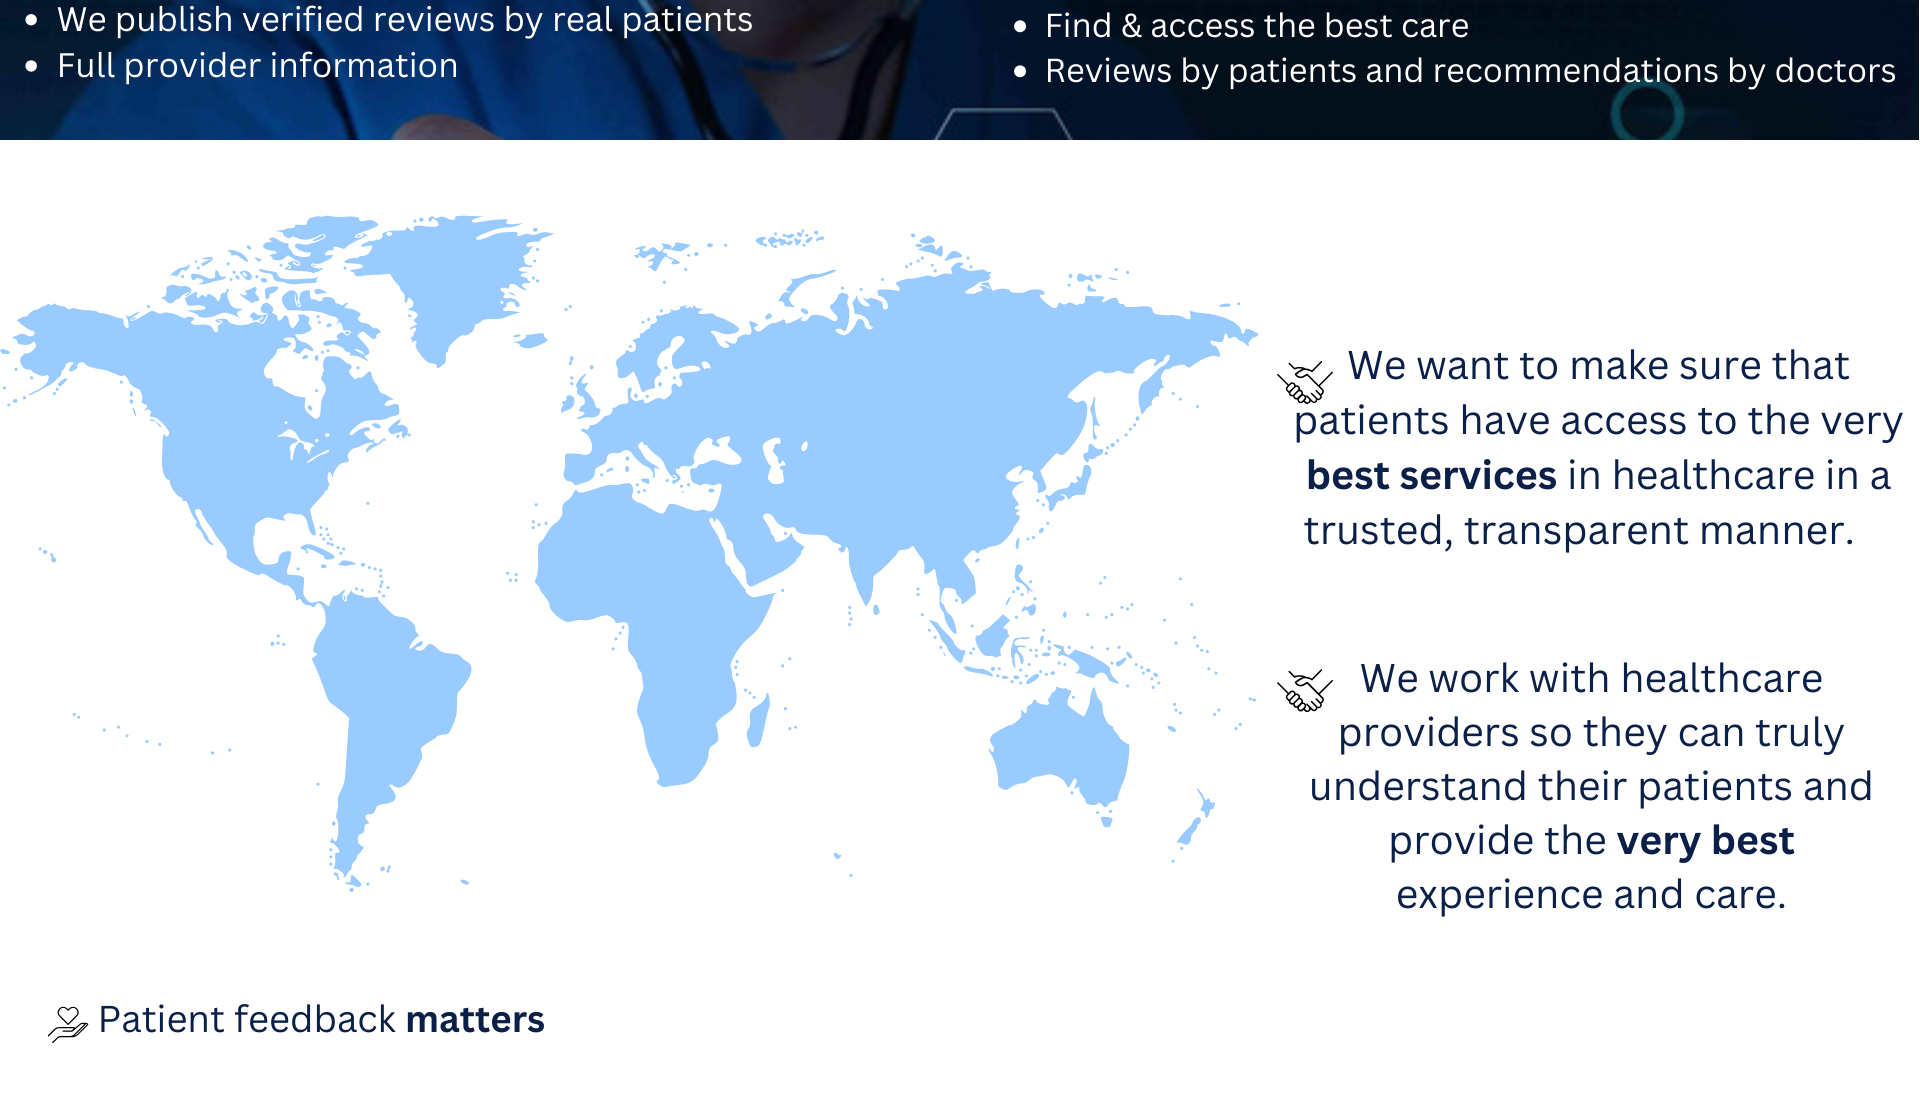 • We publish verified reviews by real patients
• Full provider information
• Find & access the best care
• Reviews by patients and recommendations by doctors
We want to make sure that
patients have access to the very
best services in healthcare in a
trusted, transparent manner.
We work with healthcare
providers so they can truly
understand their patients and
provide the very best
experience and care.
Patient feedback matters